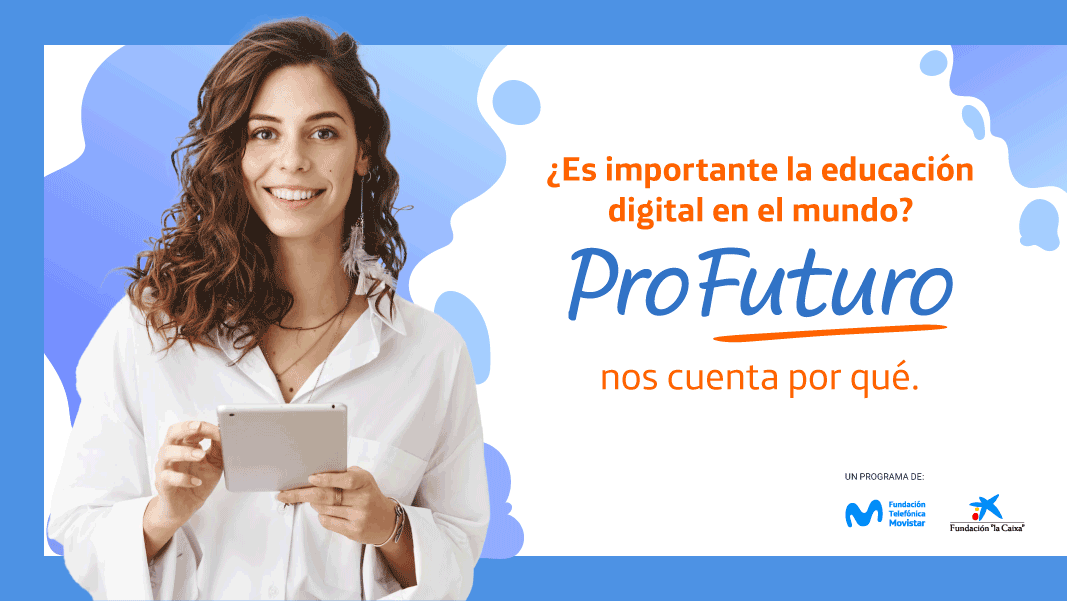 ¿Es importante la educación
digital en el mundo?
ProFuturo
nos cuenta por qué.
UN PROGRAMA DE:
Fundación
Telefónica
Movistar
Fundación "la Caixa"